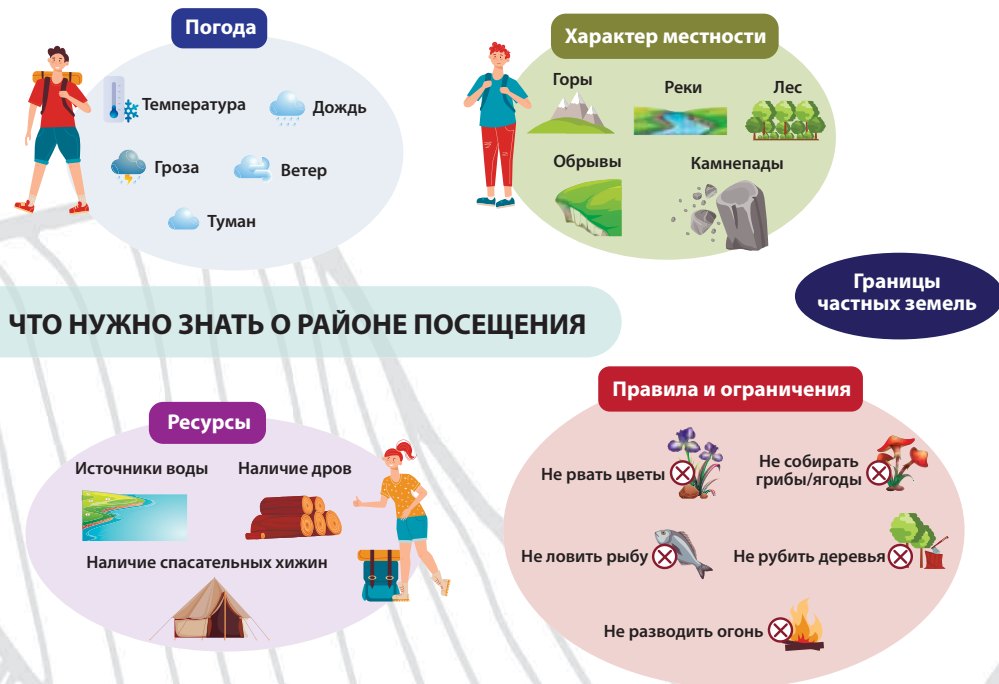 Погода
Температура
Дождь
Гроза
Ветер
Туман
Характер местности
Горы
Реки
Лес
Обрывы
Камнепады
Границы
частных земель
ЧТО НУЖНО ЗНАТЬ О РАЙОНЕ ПОСЕЩЕНИЯ
Ресурсы
Источники воды
Наличие дров
Наличие спасательных хижин
Правила и ограничения
Не рвать цветы
Не собирать
грибы/ягоды
Не ловить рыбу
Не рубить деревья
Не разводить огонь